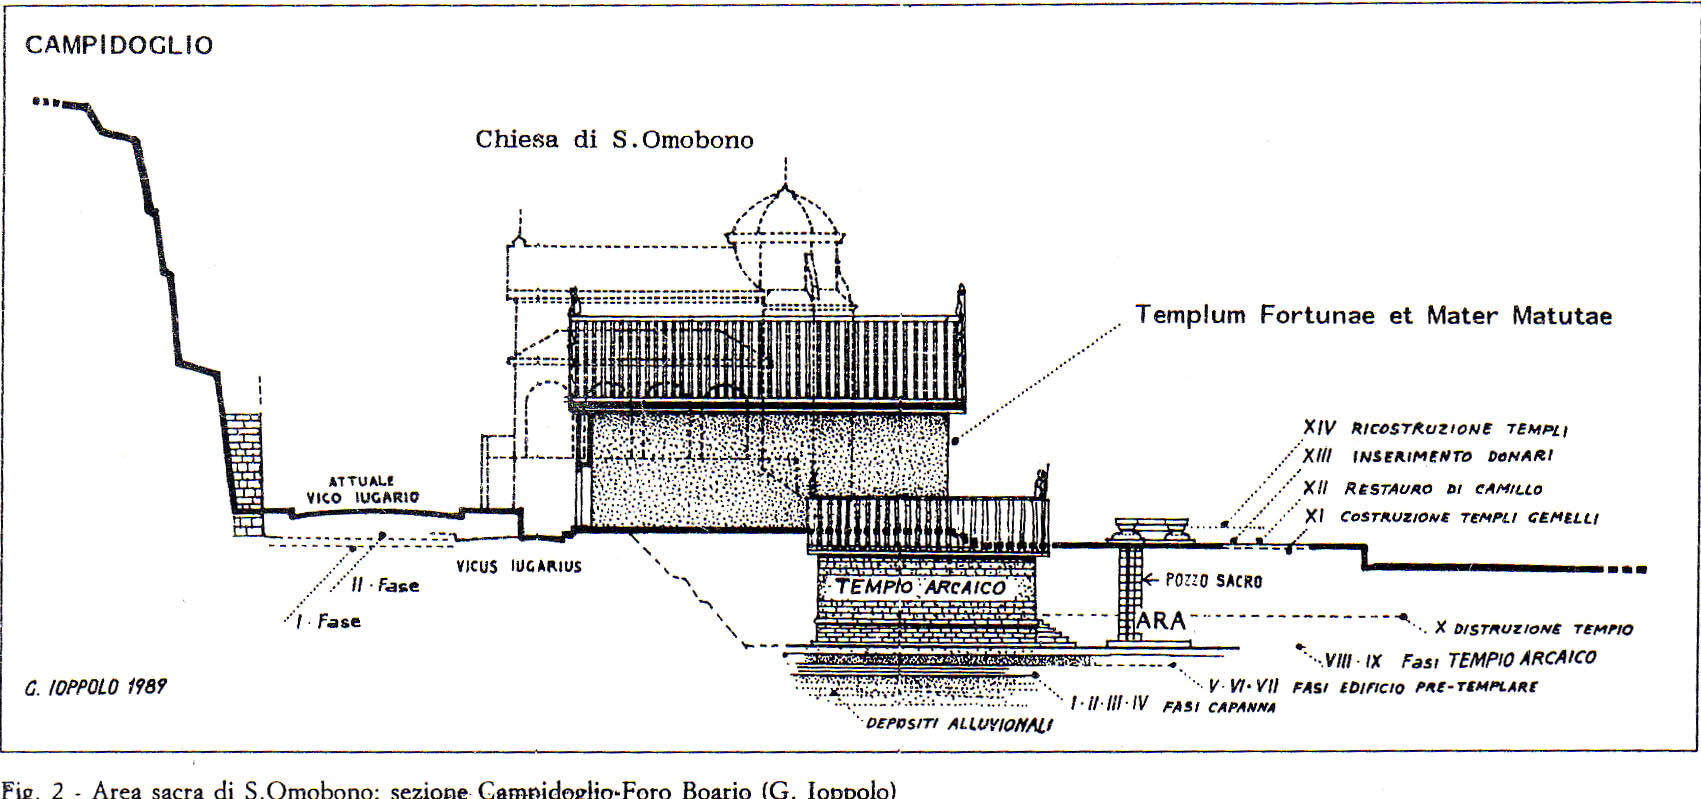 CAMPIDOGLIO
Chiesa di S.Omobono
Templum Fortunae et Mater Matutae
XIV RICOSTRUZIONE TEMPLI
XIII INSERIMENTO DONARI
XII RESTAURO DI CAMILLO
XI COSTRUZIONE TEMPLI GEMELLI
ATTUALE
VICO IUGARIO
VICUS IUGARIUS
II · Fase
I · Fase
TEMPIO ARCAICO
POZZO SACRO
ARA
X DISTRUZIONE TEMPIO
VIII · IX Fasi TEMPIO ARCAICO
V · VI · VII FASI EDIFICIO PRE-TEMPLARE
I · II · III · IV FASI CAPANNA
DEPOSITI ALLUVIONALI
G. IOPPOLO 1989
Fig. 2 - Area sacra di S.Omobono: sezione Campidoglio-Foro Boario (G. Ioppolo)